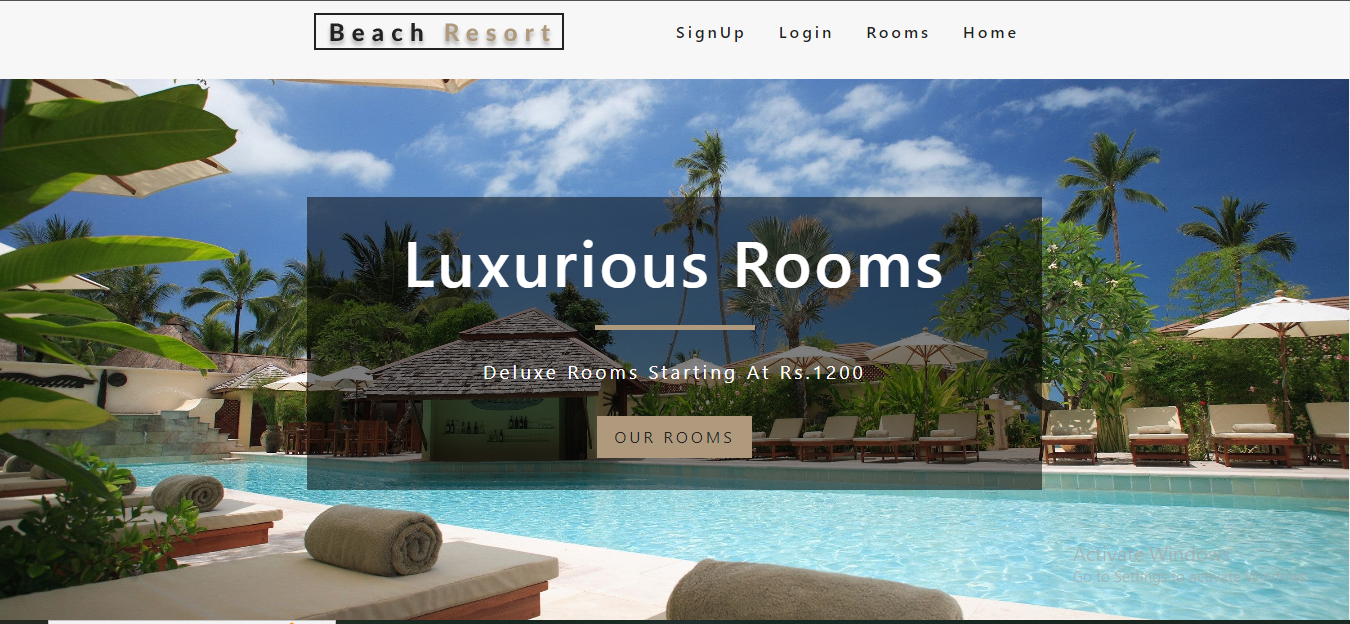 Beach Resort
SignUp Login Rooms Home
Luxurious Rooms
Deluxe Rooms Starting At Rs.1200
OUR ROOMS
Activate Windows
Go to Settings to activate Windows.